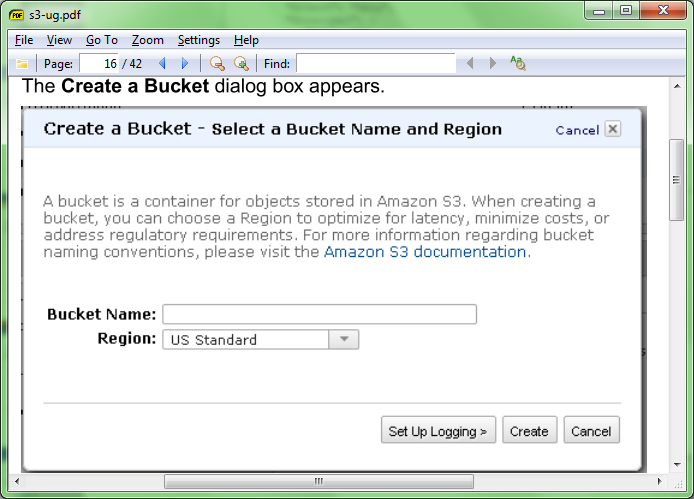 s3-ug.pdf
File View Go To Zoom Settings Help
Page: 16 / 42 Find:
The Create a Bucket dialog box appears.
Create a Bucket - Select a Bucket Name and Region Cancel
A bucket is a container for objects stored in Amazon S3. When creating a
bucket, you can choose a Region to optimize for latency, minimize costs, or
address regulatory requirements. For more information regarding bucket
naming conventions, please visit the Amazon S3 documentation.
Bucket Name:
Region: US Standard
Set Up Logging > Create Cancel